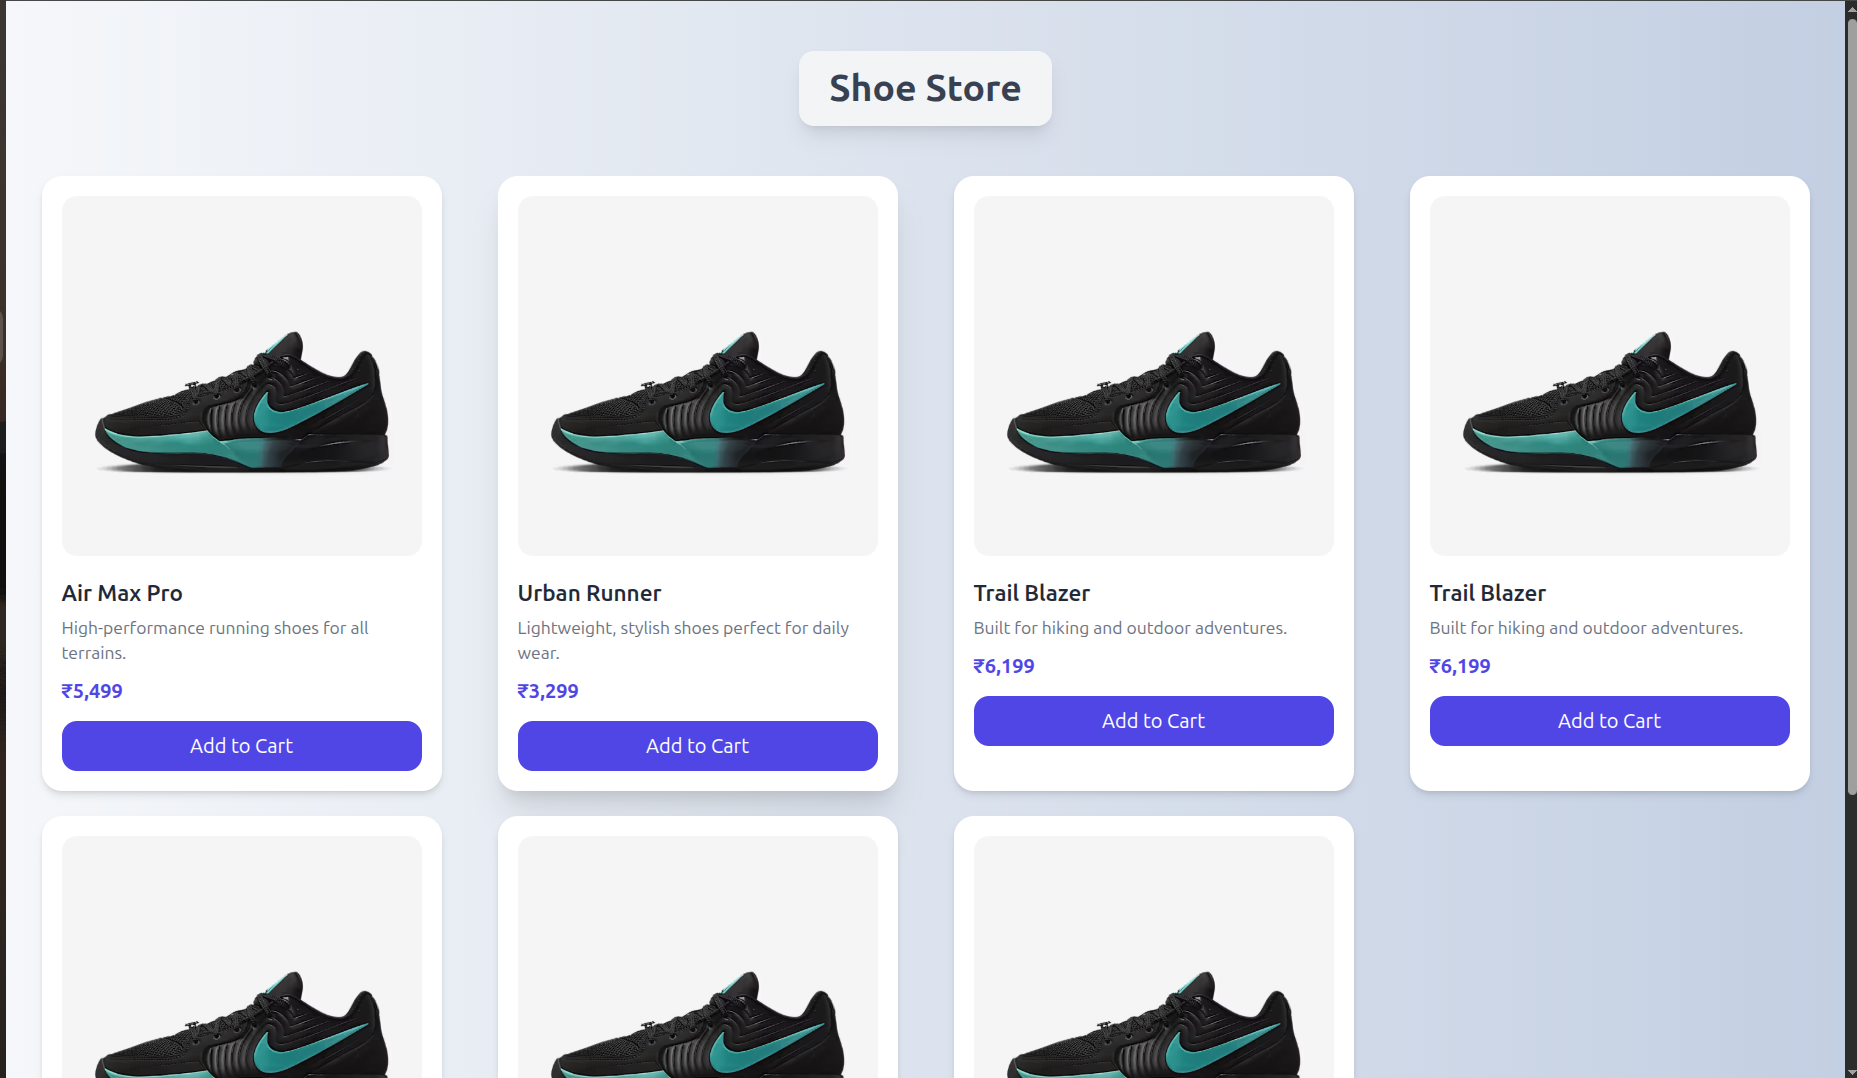 Shoe Store
Air Max Pro
High-performance running shoes for all
terrains.
₹5,499
Add to Cart
Urban Runner
Lightweight, stylish shoes perfect for daily
wear.
₹3,299
Add to Cart
Trail Blazer
Built for hiking and outdoor adventures.
₹6,199
Add to Cart
Trail Blazer
Built for hiking and outdoor adventures.
₹6,199
Add to Cart